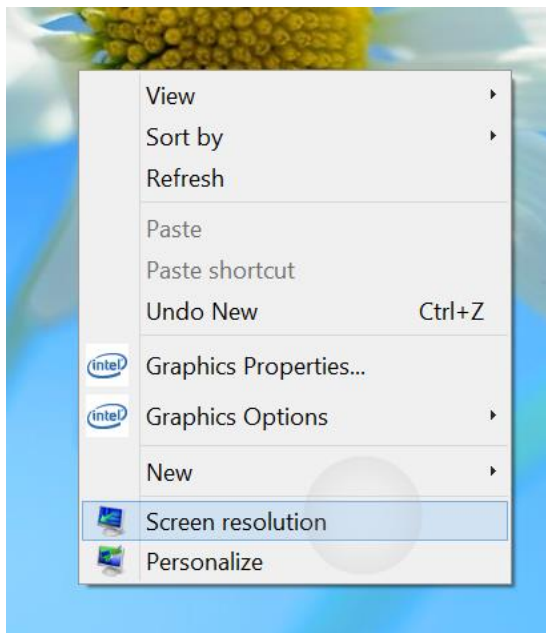 View
Sort by
Refresh
Paste
Paste shortcut
Undo New Ctrl+Z
intel Graphics Properties...
intel Graphics Options
New
Screen resolution
Personalize